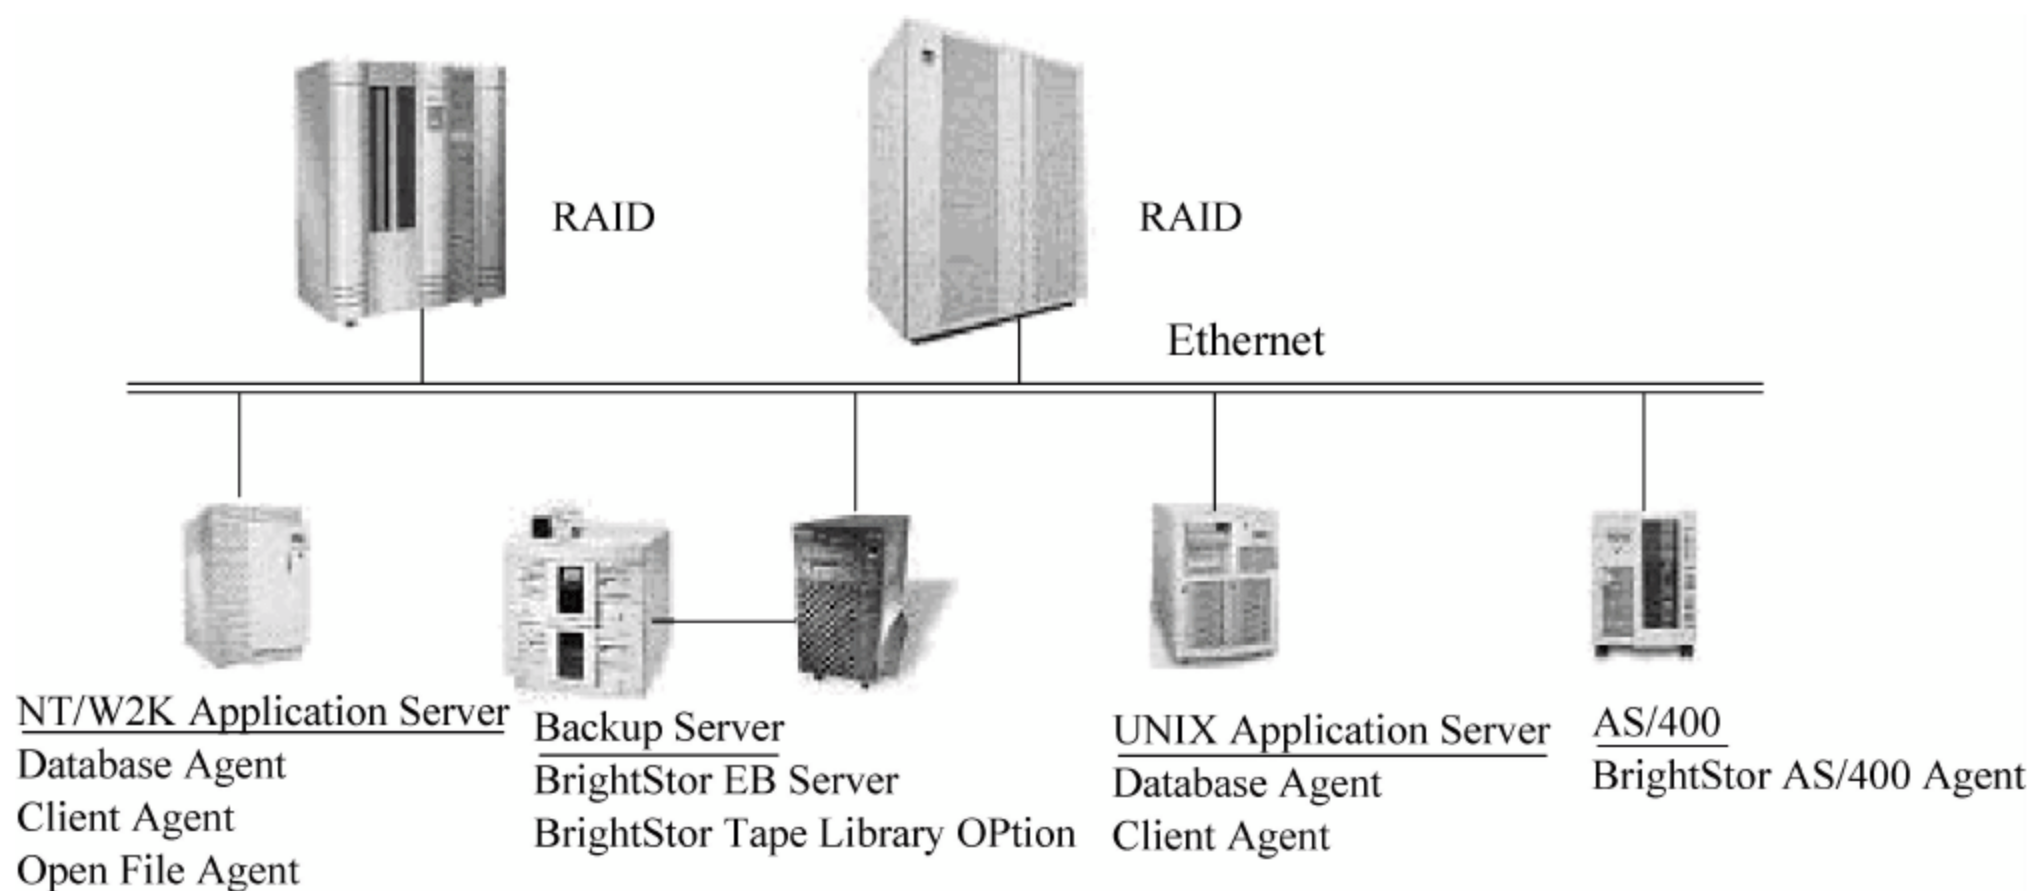 RAID
RAID
Ethernet
NT/W2K Application Server
Database Agent
Client Agent
Open File Agent
Backup Server
BrightStor EB Server
BrightStor Tape Library OPtion
UNIX Application Server
Database Agent
Client Agent
AS/400
BrightStor AS/400 Agent